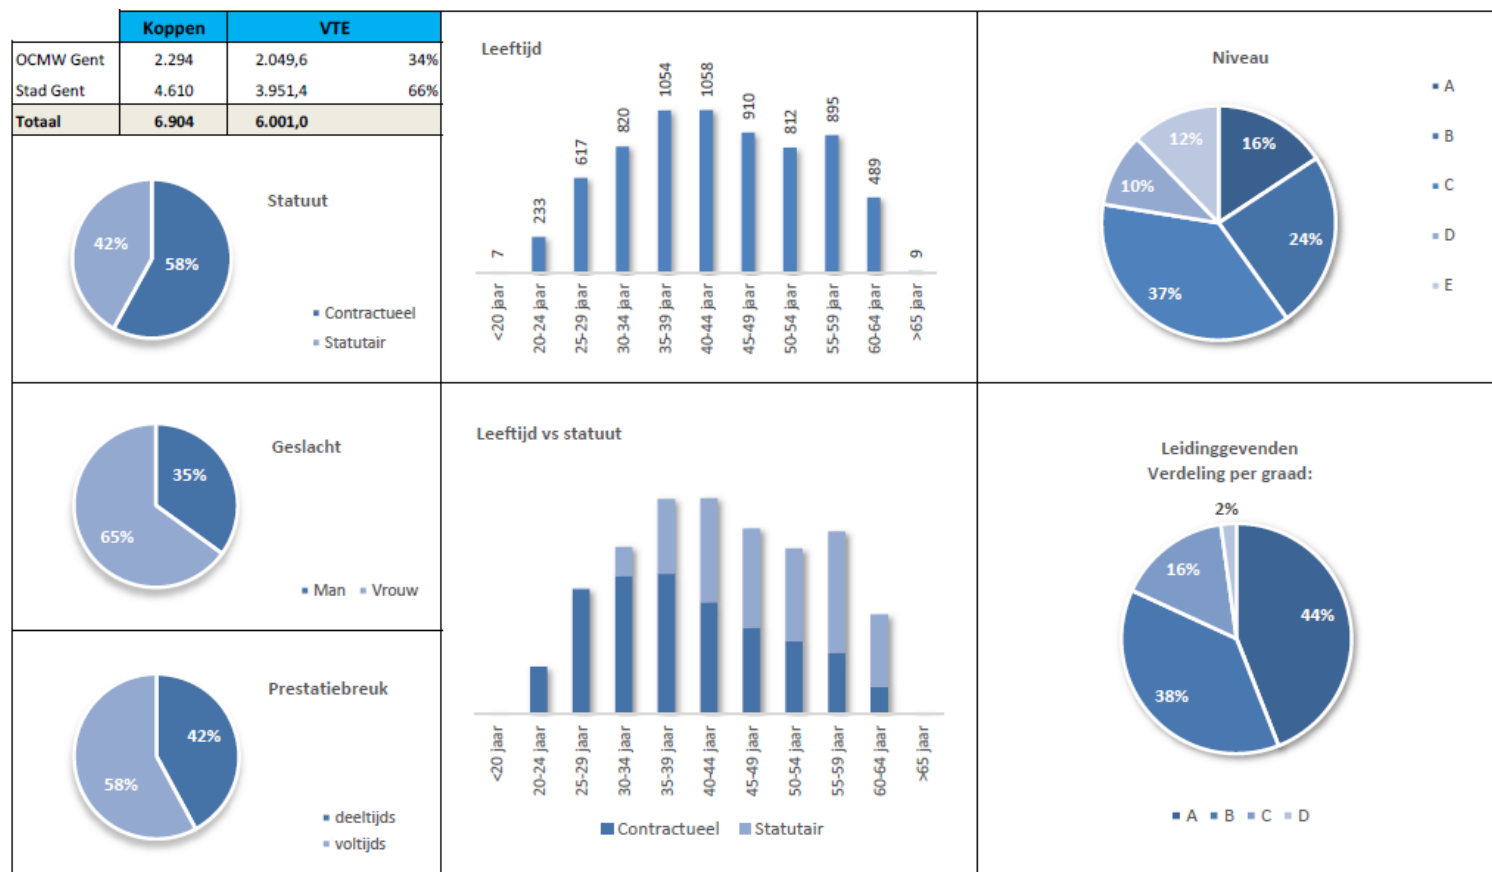 Koppen VTE
OCMW Gent 2.294 2.049,6 34%
Stad Gent 4.610 3.951,4 66%
Totaal 6.904 6.001,0
Statuut
42%
58%
Contractueel
Statutair
Geslacht
35%
65%
Man Vrouw
Prestatiebreuk
42%
58%
deeltijds
voltijds
Leeftijd
7 233 617 820 1054 1058 910 812 895 489 9
<20 jaar 20-24 jaar 25-29 jaar 30-34 jaar 35-39 jaar 40-44 jaar 45-49 jaar 50-54 jaar 55-59 jaar 60-64 jaar >65 jaar
Leeftijd vs statuut
<20 jaar 20-24 jaar 25-29 jaar 30-34 jaar 35-39 jaar 40-44 jaar 45-49 jaar 50-54 jaar 55-59 jaar 60-64 jaar >65 jaar
Contractueel Statutair
Niveau
12%
16%
10%
24%
37%
A
B
C
D
E
Leidinggevenden
Verdeling per graad:
2%
16%
44%
38%
A B C D